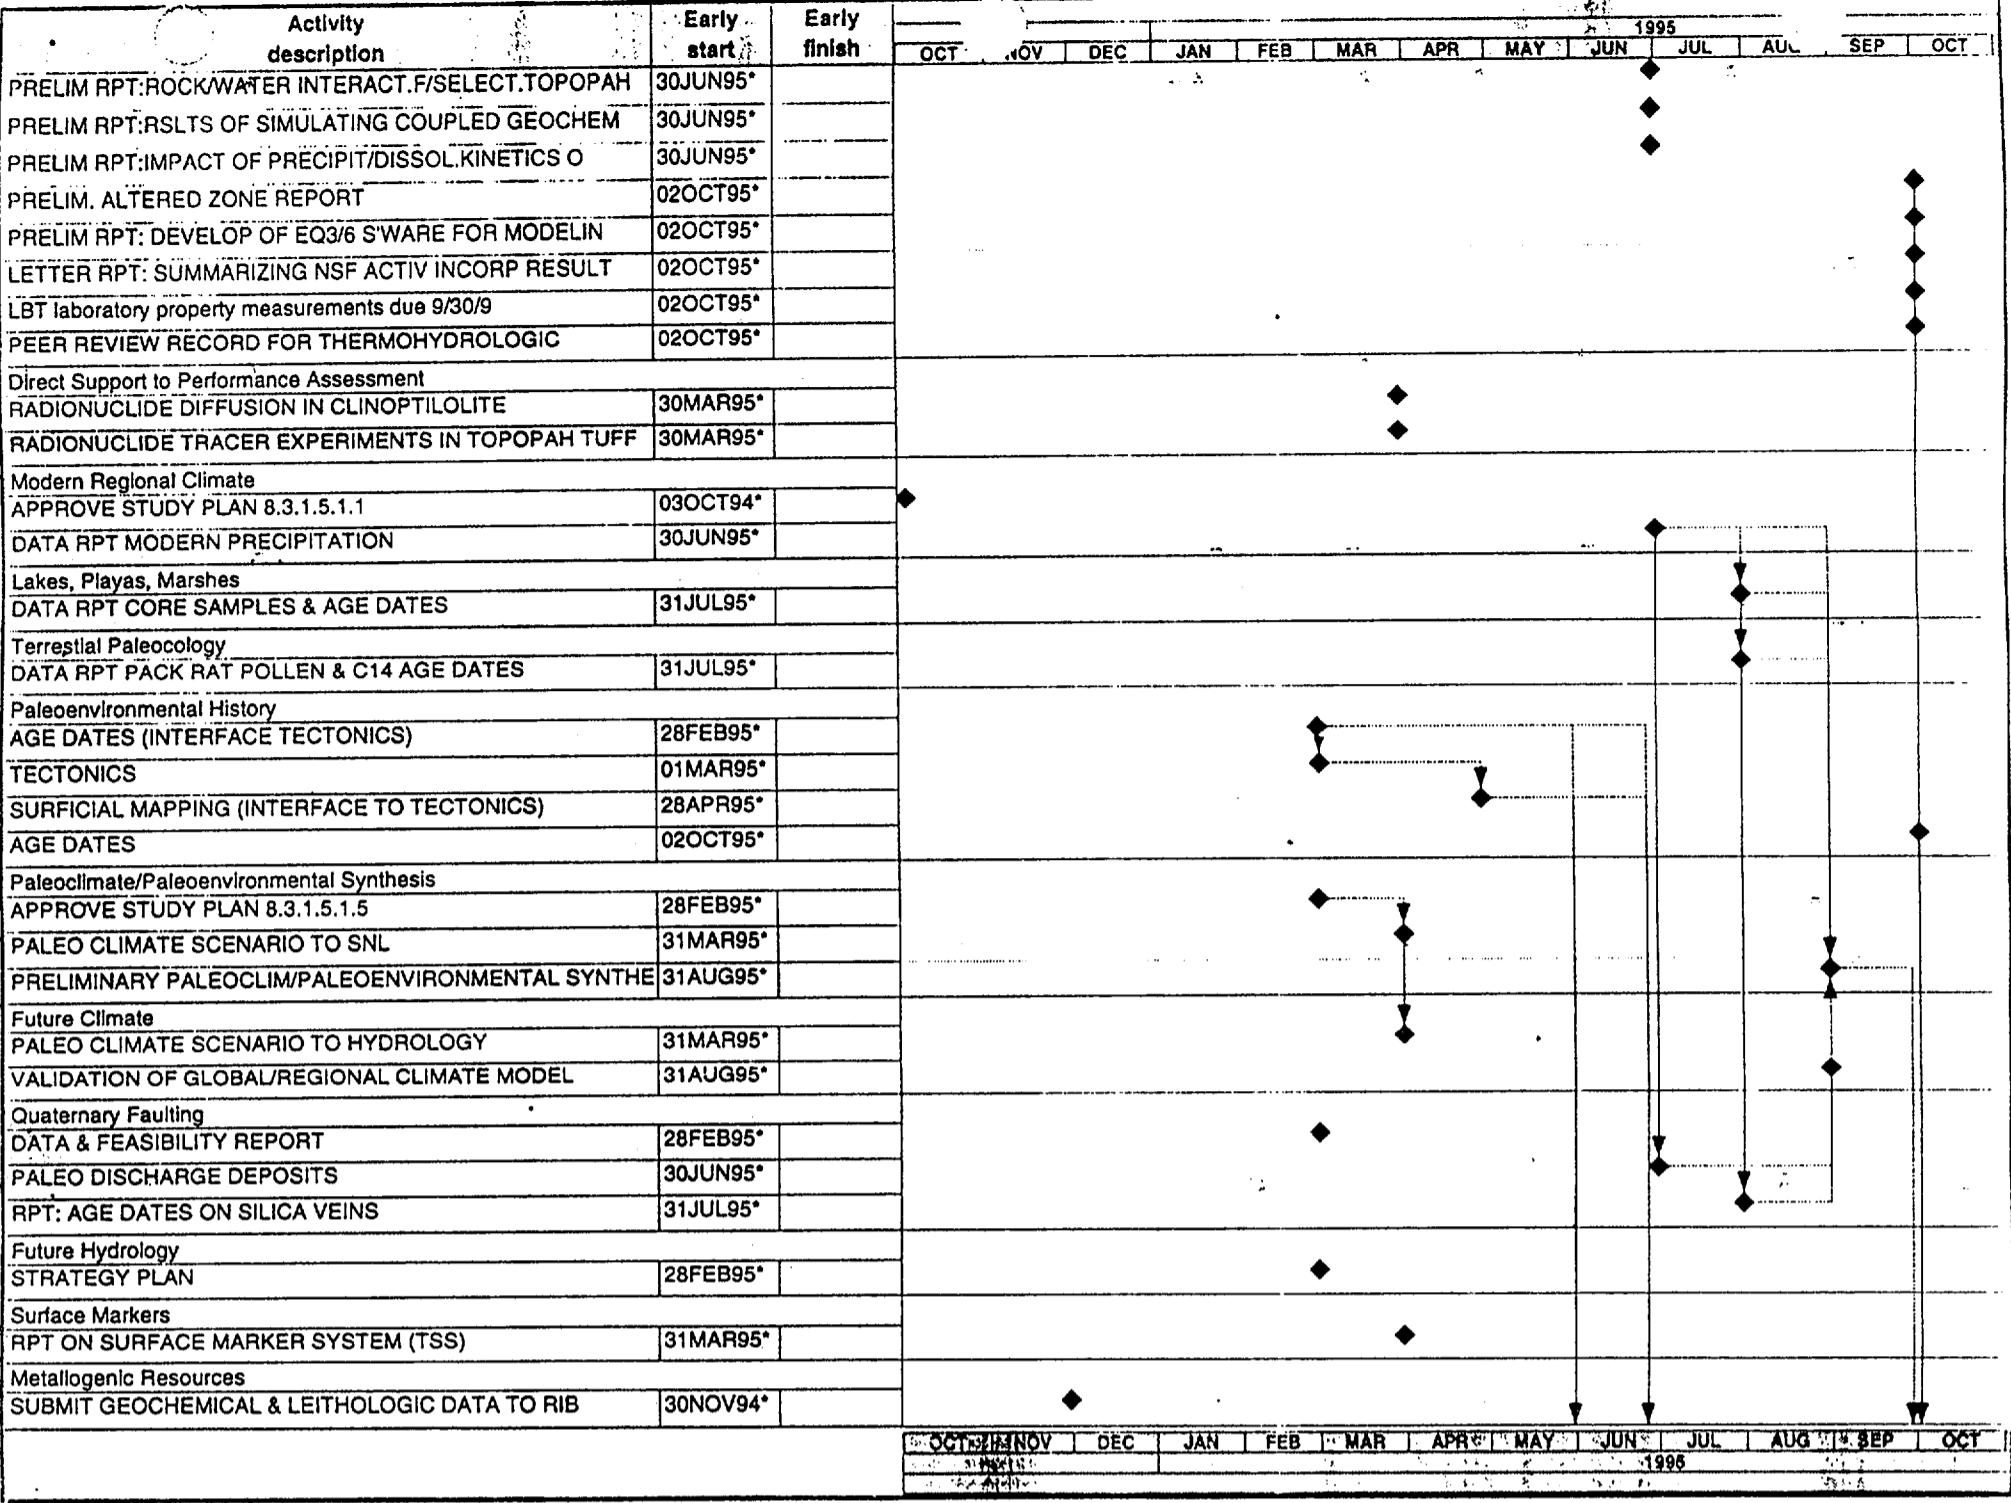 Activity description Early start Early finish
1995
OCT NOV DEC JAN FEB MAR APR MAY JUN JUL AUG SEP OCT
PRELIM RPT:ROCK/WATER INTERACT.F/SELECT.TOPOPAH 30JUN95*
PRELIM RPT:RSLTS OF SIMULATING COUPLED GEOCHEM 30JUN95*
PRELIM RPT:IMPACT OF PRECIPIT/DISSOL.KINETICS O 30JUN95*
PRELIM. ALTERED ZONE REPORT 02OCT95*
PRELIM RPT: DEVELOP OF EQ3/6 S'WARE FOR MODELIN 02OCT95*
LETTER RPT: SUMMARIZING NSF ACTIV INCORP RESULT 02OCT95*
LBT laboratory property measurements due 9/30/9 02OCT95*
PEER REVIEW RECORD FOR THERMOHYDROLOGIC 02OCT95*
Direct Support to Performance Assessment
RADIONUCLIDE DIFFUSION IN CLINOPTILOLITE 30MAR95*
RADIONUCLIDE TRACER EXPERIMENTS IN TOPOPAH TUFF 30MAR95*
Modern Regional Climate
APPROVE STUDY PLAN 8.3.1.5.1.1 03OCT94*
DATA RPT MODERN PRECIPITATION 30JUN95*
Lakes, Playas, Marshes
DATA RPT CORE SAMPLES & AGE DATES 31JUL95*
Terrestial Paleocology
DATA RPT PACK RAT POLLEN & C14 AGE DATES 31JUL95*
Paleoenvironmental History
AGE DATES (INTERFACE TECTONICS) 28FEB95*
TECTONICS 01MAR95*
SURFICIAL MAPPING (INTERFACE TO TECTONICS) 28APR95*
AGE DATES 02OCT95*
Paleoclimate/Paleoenvironmental Synthesis
APPROVE STUDY PLAN 8.3.1.5.1.5 28FEB95*
PALEO CLIMATE SCENARIO TO SNL 31MAR95*
PRELIMINARY PALEOCLIM/PALEOENVIRONMENTAL SYNTHE 31AUG95*
Future Climate
PALEO CLIMATE SCENARIO TO HYDROLOGY 31MAR95*
VALIDATION OF GLOBAL/REGIONAL CLIMATE MODEL 31AUG95*
Quaternary Faulting
DATA & FEASIBILITY REPORT 28FEB95*
PALEO DISCHARGE DEPOSITS 30JUN95*
RPT: AGE DATES ON SILICA VEINS 31JUL95*
Future Hydrology
STRATEGY PLAN 28FEB95*
Surface Markers
RPT ON SURFACE MARKER SYSTEM (TSS) 31MAR95*
Metallogenic Resources
SUBMIT GEOCHEMICAL & LEITHOLOGIC DATA TO RIB 30NOV94*
OCT NOV DEC JAN FEB MAR APR MAY JUN JUL AUG SEP OCT
1995